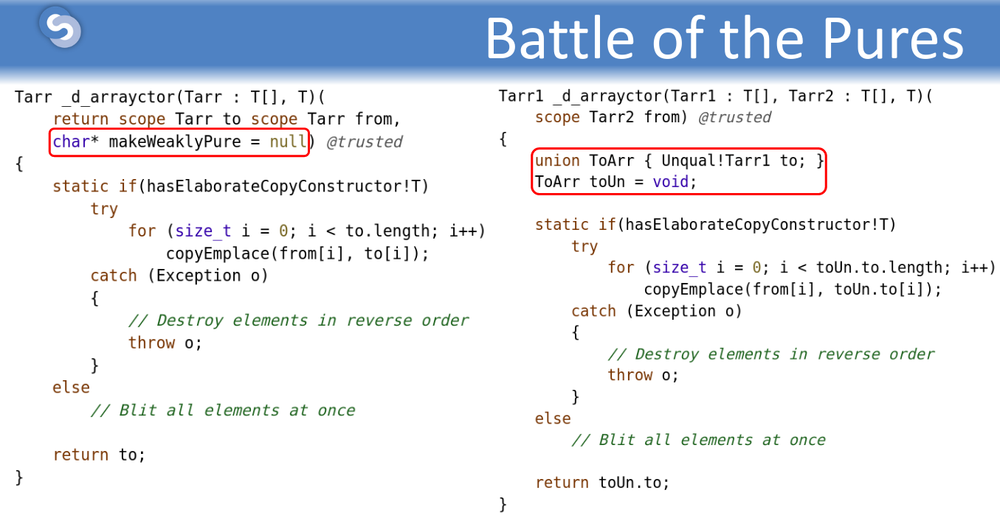 Battle of the Pures
Tarr _d_arrayctor(Tarr : T[], T)(
    return scope Tarr to scope Tarr from,
    char* makeWeaklyPure = null) @trusted
{
    static if(hasElaborateCopyConstructor!T)
        try
            for (size_t i = 0; i < to.length; i++)
                copyEmplace(from[i], to[i]);
        catch (Exception o)
        {
            // Destroy elements in reverse order
            throw o;
        }
    else
        // Blit all elements at once
    return to;
}
Tarr1 _d_arrayctor(Tarr1 : T[], Tarr2 : T[], T)(
    scope Tarr2 from) @trusted
{
    union ToArr { Unqual!Tarr1 to; }
    ToArr toUn = void;
    static if(hasElaborateCopyConstructor!T)
        try
            for (size_t i = 0; i < toUn.to.length; i++)
                copyEmplace(from[i], toUn.to[i]);
        catch (Exception o)
        {
            // Destroy elements in reverse order
            throw o;
        }
    else
        // Blit all elements at once
    return toUn.to;
}